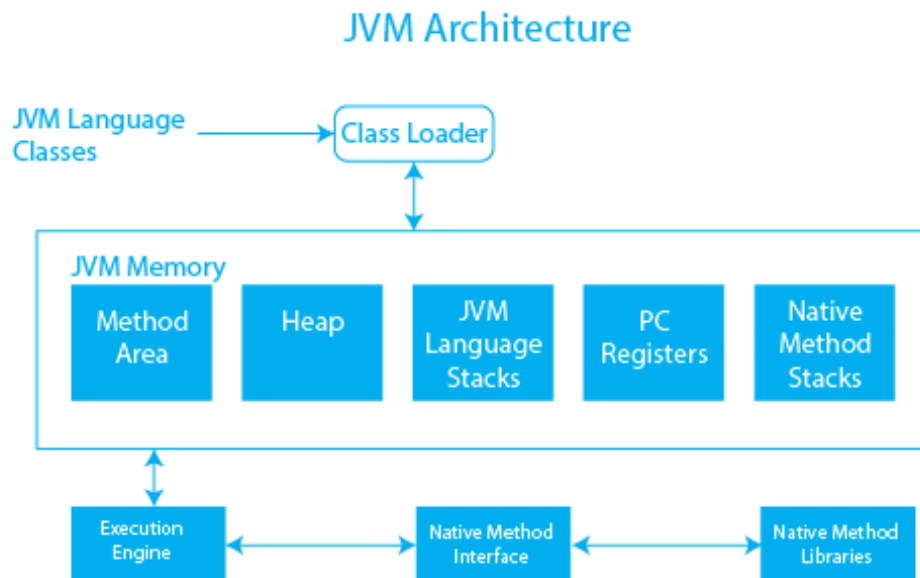 JVM Architecture
JVM Language
Classes
Class Loader
JVM Memory
Method
Area
Heap
JVM
Language
Stacks
PC
Registers
Native
Method
Stacks
Execution
Engine
Native Method
Interface
Native Method
Libraries